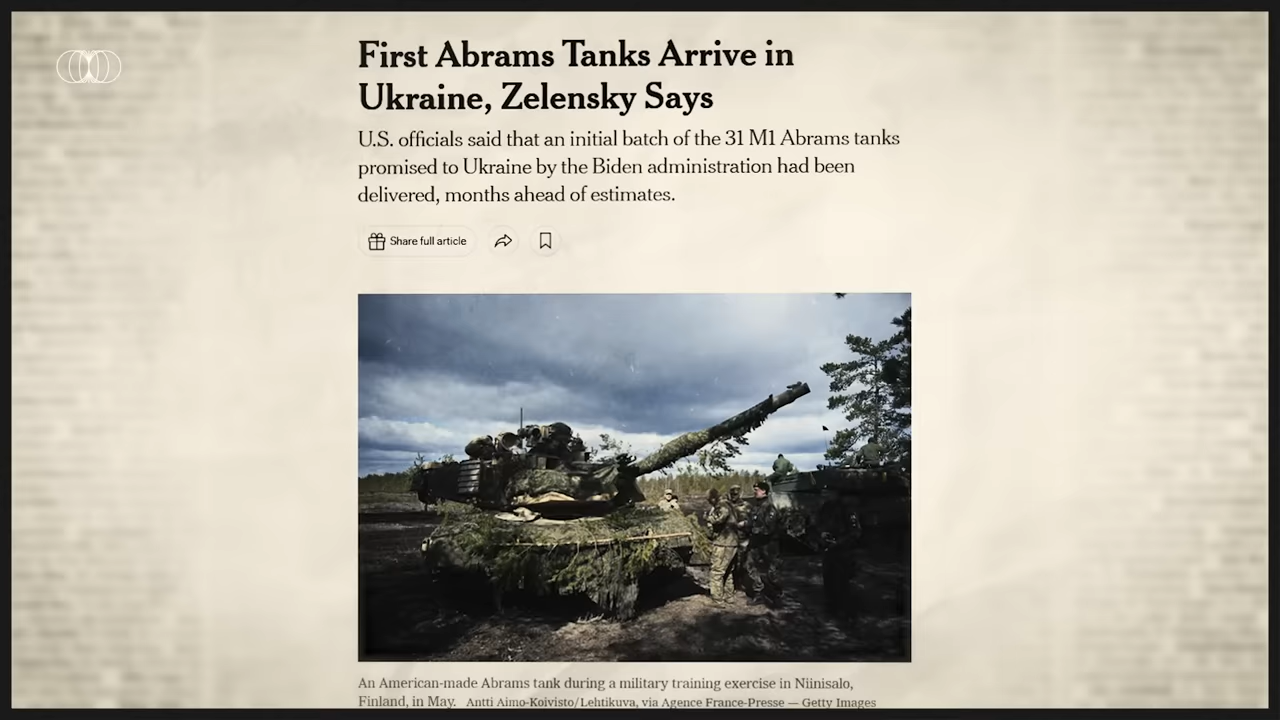 First Abrams Tanks Arrive in
Ukraine, Zelensky Says
U.S. officials said that an initial batch of the 31 M1 Abrams tanks
promised to Ukraine by the Biden administration had been
delivered, months ahead of estimates.
Share full article
An American-made Abrams tank during a military training exercise in Niinisalo,
Finland, in May. Antti Aimo-Koivisto/Lehtikuva, via Agence France-Presse — Getty Images